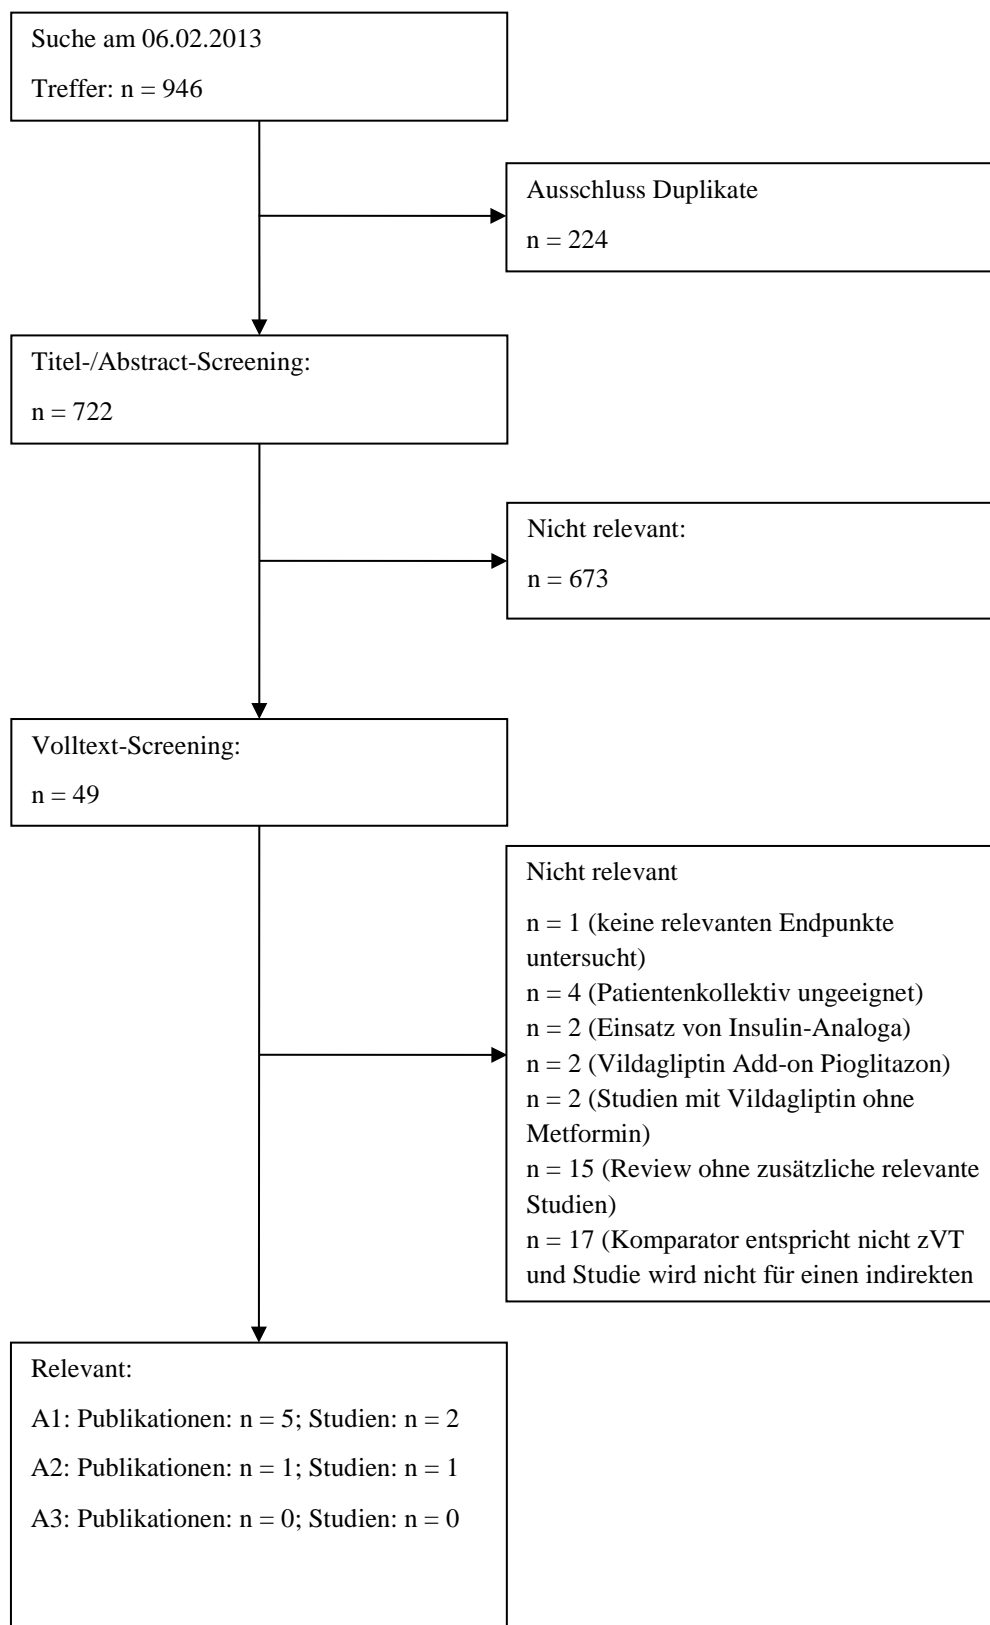 Suche am 06.02.2013
Treffer: n = 946
Ausschluss Duplikate
n = 224
Titel-/Abstract-Screening:
n = 722
Nicht relevant:
n = 673
Volltext-Screening:
n = 49
Nicht relevant
n = 1 (keine relevanten Endpunkte
untersucht)
n = 4 (Patientenkollektiv ungeeignet)
n = 2 (Einsatz von Insulin-Analoga)
n = 2 (Vildagliptin Add-on Pioglitazon)
n = 2 (Studien mit Vildagliptin ohne
Metformin)
n = 15 (Review ohne zusätzliche relevante
Studien)
n = 17 (Komparator entspricht nicht zVT
und Studie wird nicht für einen indirekten
Relevant:
A1: Publikationen: n = 5; Studien: n = 2
A2: Publikationen: n = 1; Studien: n = 1
A3: Publikationen: n = 0; Studien: n = 0